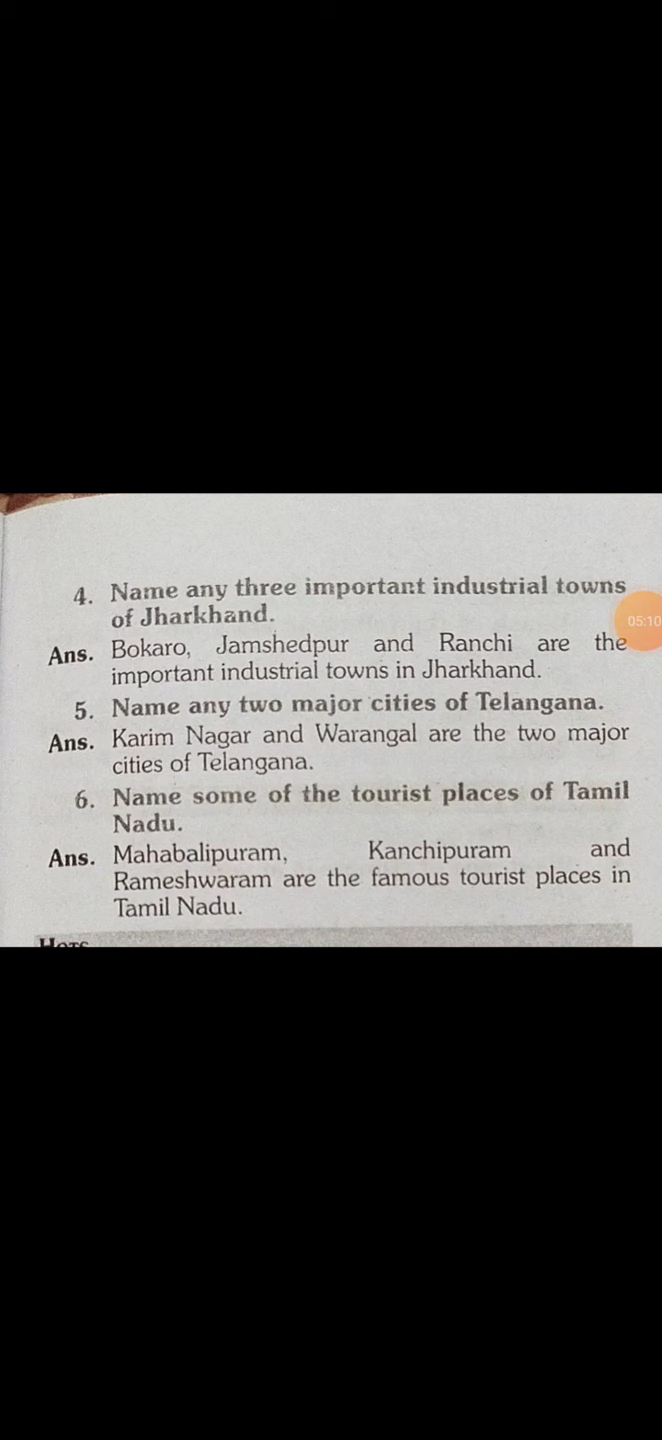 4. Name any three important industrial towns
of Jharkhand.
05:10
Ans. Bokaro, Jamshedpur and Ranchi are the
important industrial towns in Jharkhand.
5. Name any two major cities of Telangana.
Ans. Karim Nagar and Warangal are the two major
cities of Telangana.
6. Name some of the tourist places of Tamil
Nadu.
Ans. Mahabalipuram, Kanchipuram and
Rameshwaram are the famous tourist places in
Tamil Nadu.
HOTS